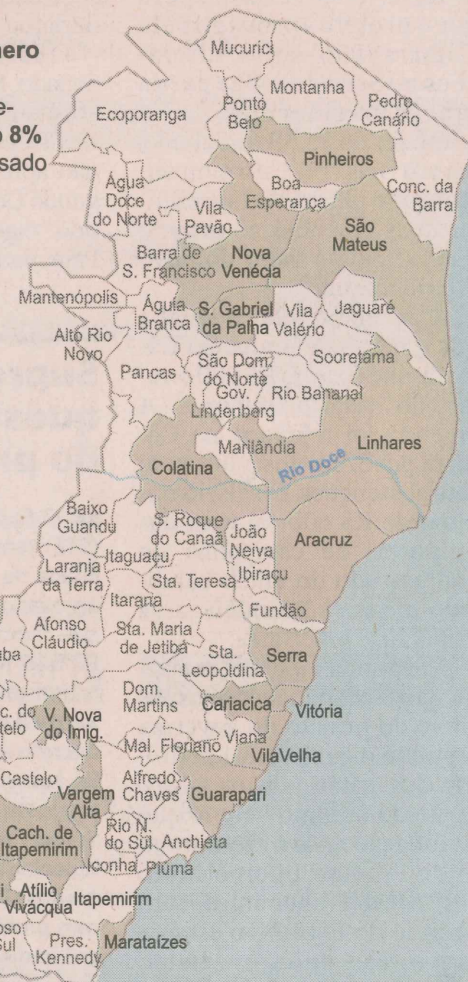 nero
e-
o 8%
sado
Mucurici
Montanha
Ponto
Belo
Pedro
Canário
Ecoporanga
Pinheiros
Boa
Esperança
Conc. da
Barra
Água
Doce
do Norte
Vila
Pavão
São
Mateus
Barra de
S. Francisco
Nova
Venécia
Mantenópolis
Águia
Branca
S. Gabriel
da Palha
Vila
Valério
Jaguaré
Alto Rio
Novo
Pancas
São Dom.
do Norte
Sooretama
Gov.
Lindenberg
Rio Bananal
Marilândia
Linhares
Colatina
Rio Doce
Baixo
Guandu
S. Roque
do Canaã
João
Neiva
Aracruz
Itaguaçu
Laranja
da Terra
Sta. Teresa
Ibiraçu
Itarana
Fundão
Afonso
Cláudio
Sta. Maria
de Jetibá
Sta.
Leopoldina
Serra
uba
Dom.
Martins
Cariacica
Vitória
c. do
telo
V. Nova
do Imig.
Mal. Floriano
Viana
VilaVelha
Castelo
Vargem
Alta
Alfredo
Chaves
Guarapari
Cach. de
Itapemirim
Rio N.
do Sul
Anchieta
Iconha
Piúma
i
Atílio
Vivácqua
Itapemirim
oso
Sul
Pres.
Kennedy
Marataízes